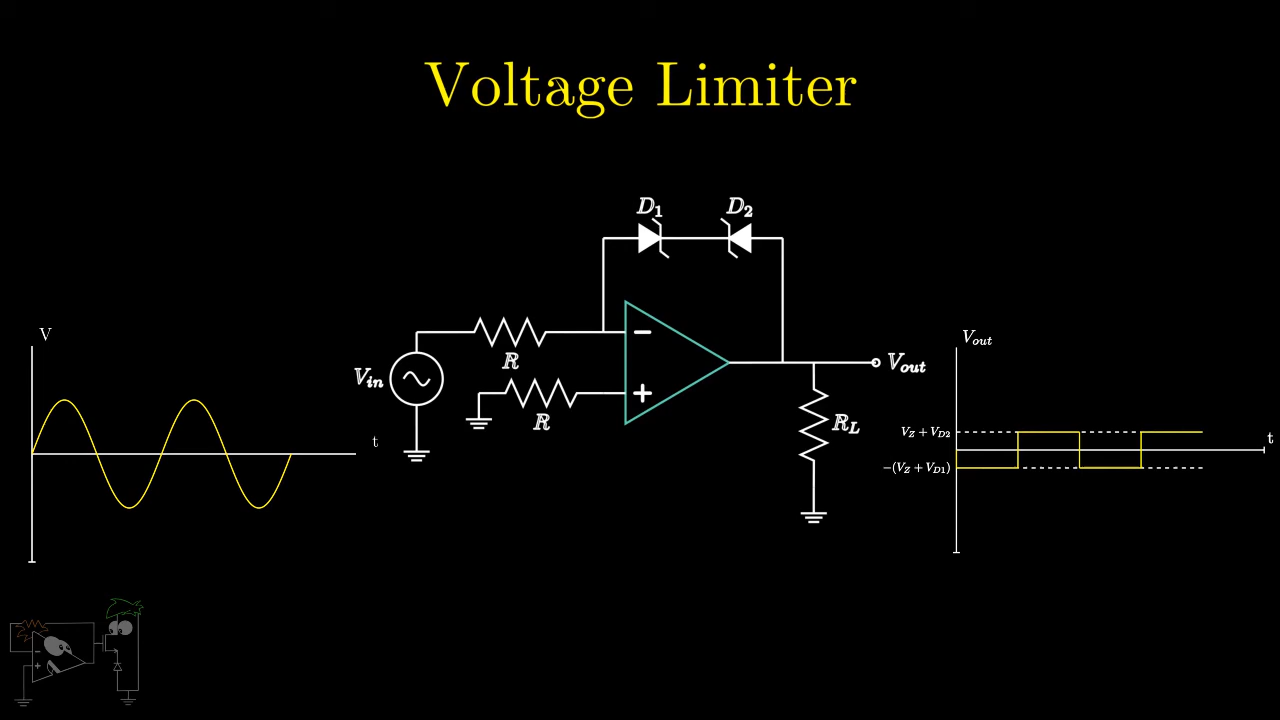 Voltage Limiter
D1 D2
V
Vin
R
R
−
+
Vout
RL
t
Vout
VZ + VD2
−(VZ + VD1)
t
−
+